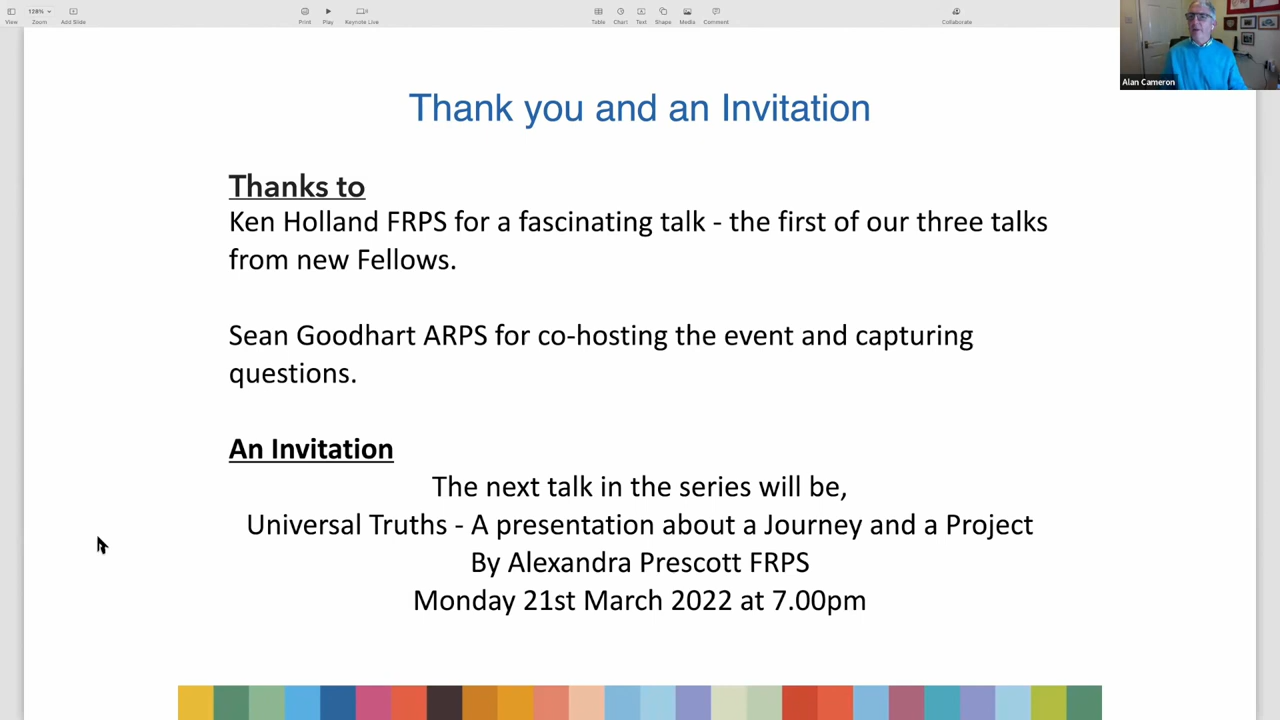 128%
View
Zoom
Add Slide
Print
Play
Keynote Live
Table
Chart
Text
Shape
Media
Comment
Collaborate
Alan Cameron
Thank you and an Invitation
Thanks to
Ken Holland FRPS for a fascinating talk - the first of our three talks
from new Fellows.
Sean Goodhart ARPS for co-hosting the event and capturing
questions.
An Invitation
The next talk in the series will be,
Universal Truths - A presentation about a Journey and a Project
By Alexandra Prescott FRPS
Monday 21st March 2022 at 7.00pm